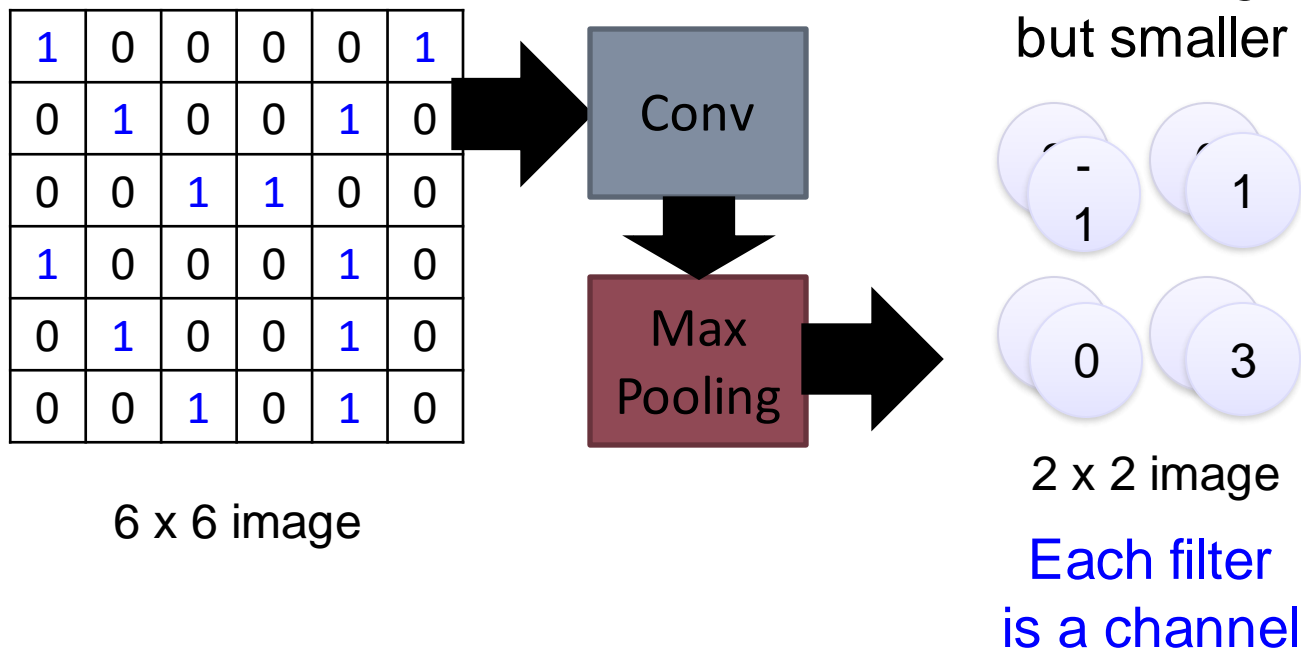 1 0 0 0 0 1
0 1 0 0 1 0
0 0 1 1 0 0
1 0 0 0 1 0
0 1 0 0 1 0
0 0 1 0 1 0
6 x 6 image
Conv
Max
Pooling
but smaller
-
1
1
0
3
2 x 2 image
Each filter
is a channel